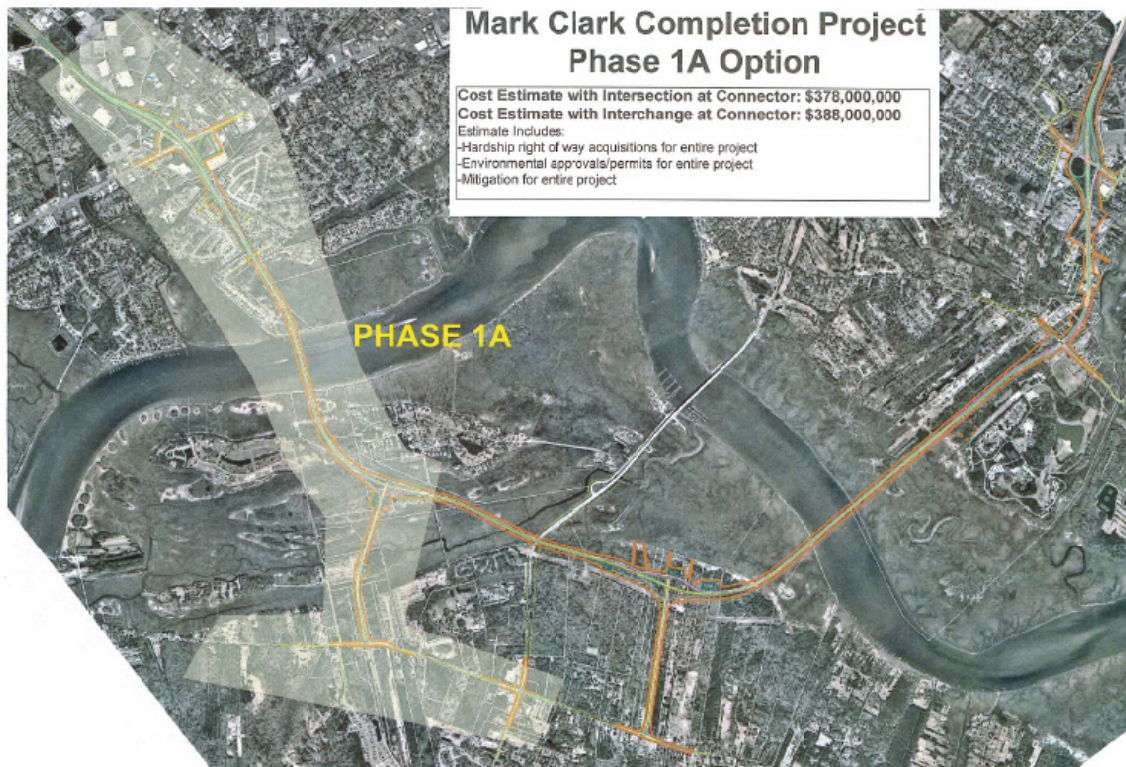 Mark Clark Completion Project
Phase 1A Option
Cost Estimate with Intersection at Connector: $378,000,000
Cost Estimate with Interchange at Connector: $388,000,000
Estimate Includes:
-Hardship right of way acquisitions for entire project
-Environmental approvals/permits for entire project
-Mitigation for entire project
PHASE 1A